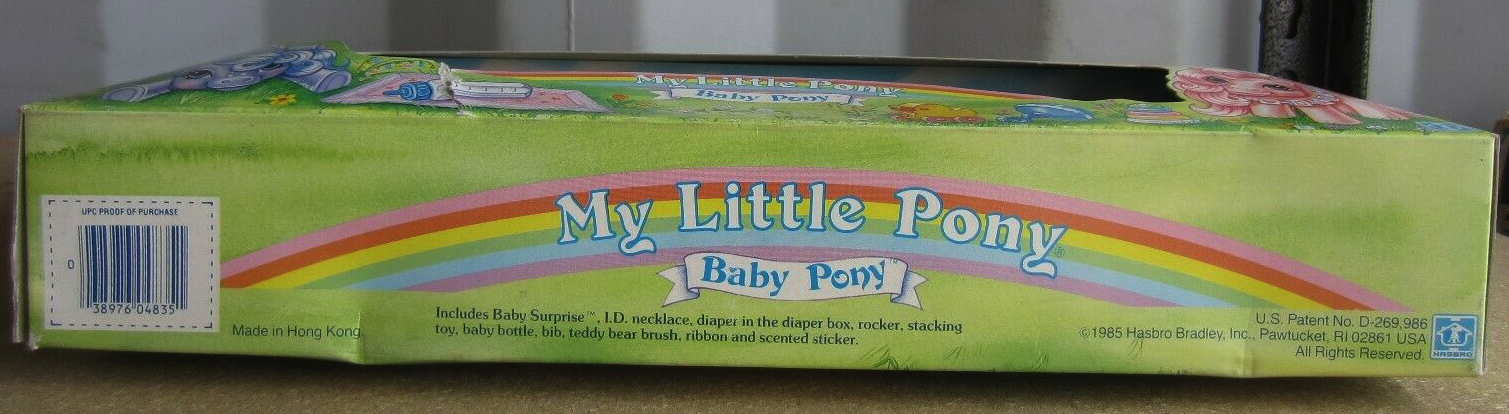 My Little Pony
Baby Pony
UPC PROOF OF PURCHASE
0
38976 04835
My Little Pony®
Baby Pony™
Made in Hong Kong.
Includes Baby Surprise™, I.D. necklace, diaper in the diaper box, rocker, stacking
toy, baby bottle, bib, teddy bear brush, ribbon and scented sticker.
U.S. Patent No. D-269,986
©1985 Hasbro Bradley, Inc., Pawtucket, RI 02861 USA
All Rights Reserved.
HASBRO